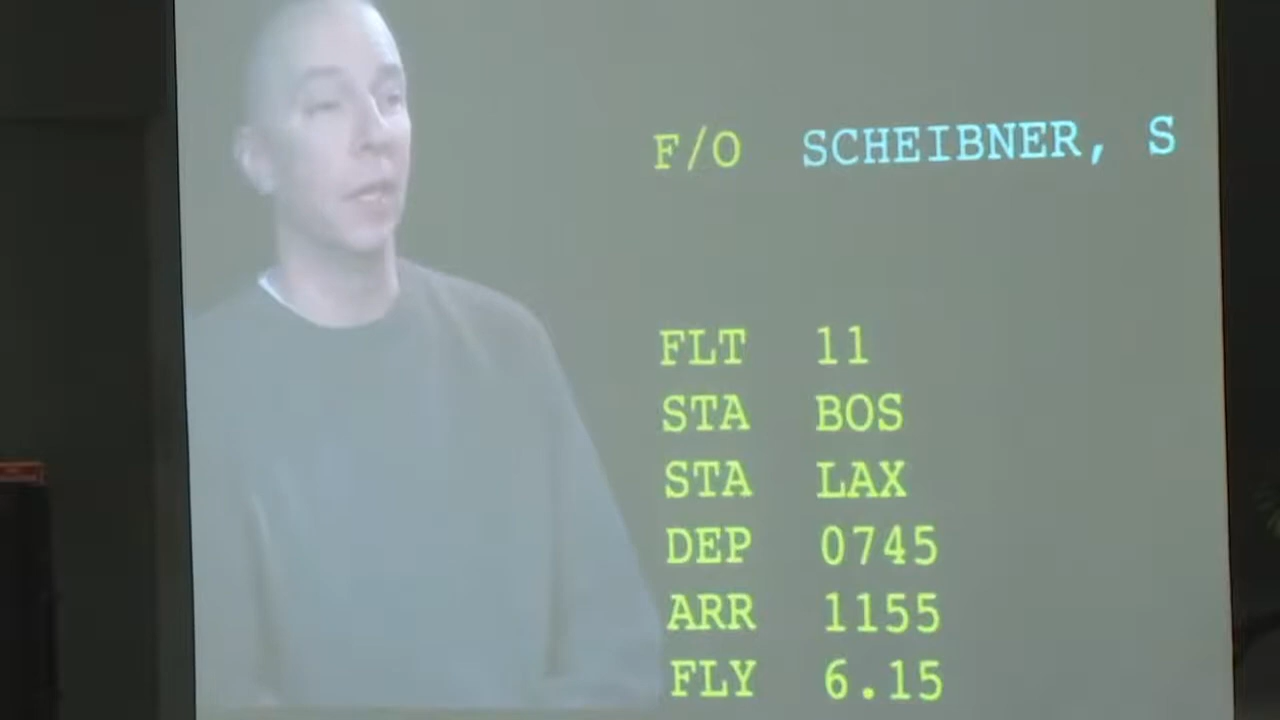 F/O SCHEIBNER, S
FLT 11
STA BOS
STA LAX
DEP 0745
ARR 1155
FLY 6.15